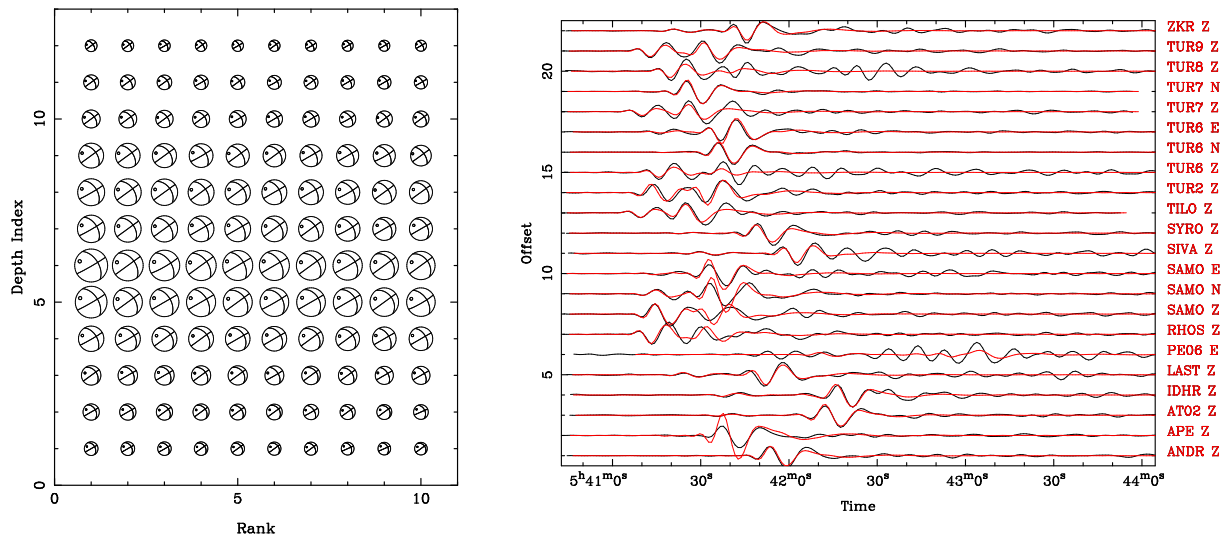 10
5
0
Depth Index
0
5
10
Rank
20
15
10
5
Offset
5ʰ41ᵐ0ˢ
30ˢ
42ᵐ0ˢ
30ˢ
43ᵐ0ˢ
30ˢ
44ᵐ0ˢ
Time
ZKR Z
TUR9 Z
TUR8 Z
TUR7 N
TUR7 Z
TUR6 E
TUR6 N
TUR6 Z
TUR2 Z
TILO Z
SYRO Z
SIVA Z
SAMO E
SAMO N
SAMO Z
RHOS Z
PE06 E
LAST Z
IDHR Z
AT02 Z
APE Z
ANDR Z